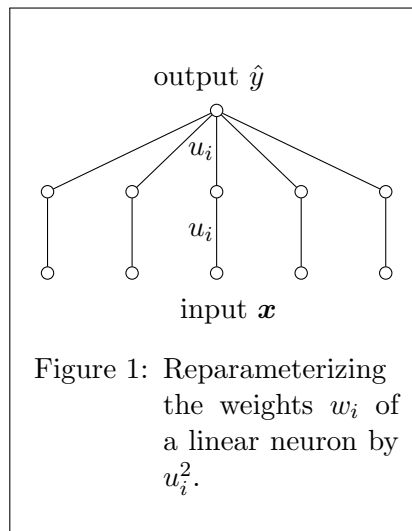 output ŷ
u_i
u_i
input x
Figure 1: Reparameterizing
the weights w_i of
a linear neuron by
u_i^2.